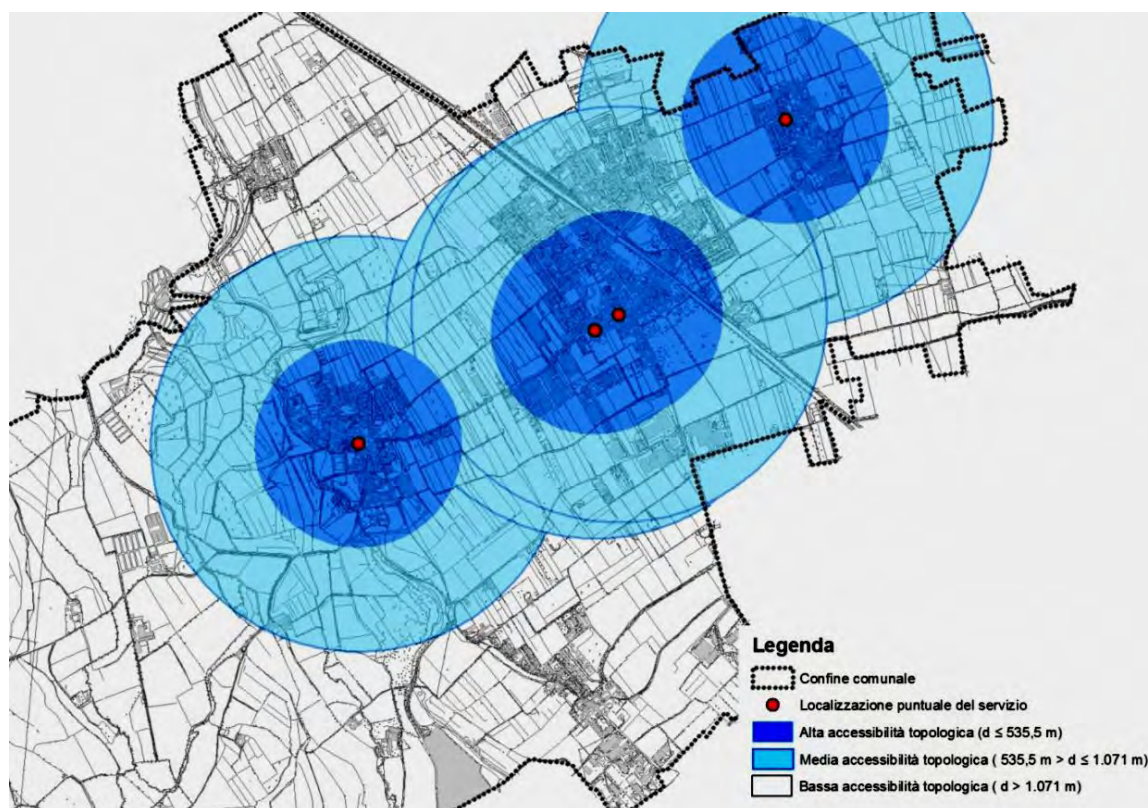 Legenda
Confine comunale
Localizzazione puntuale del servizio
Alta accessibilità topologica (d ≤ 535,5 m)
Media accessibilità topologica ( 535,5 m > d ≤ 1.071 m)
Bassa accessibilità topologica ( d > 1.071 m)